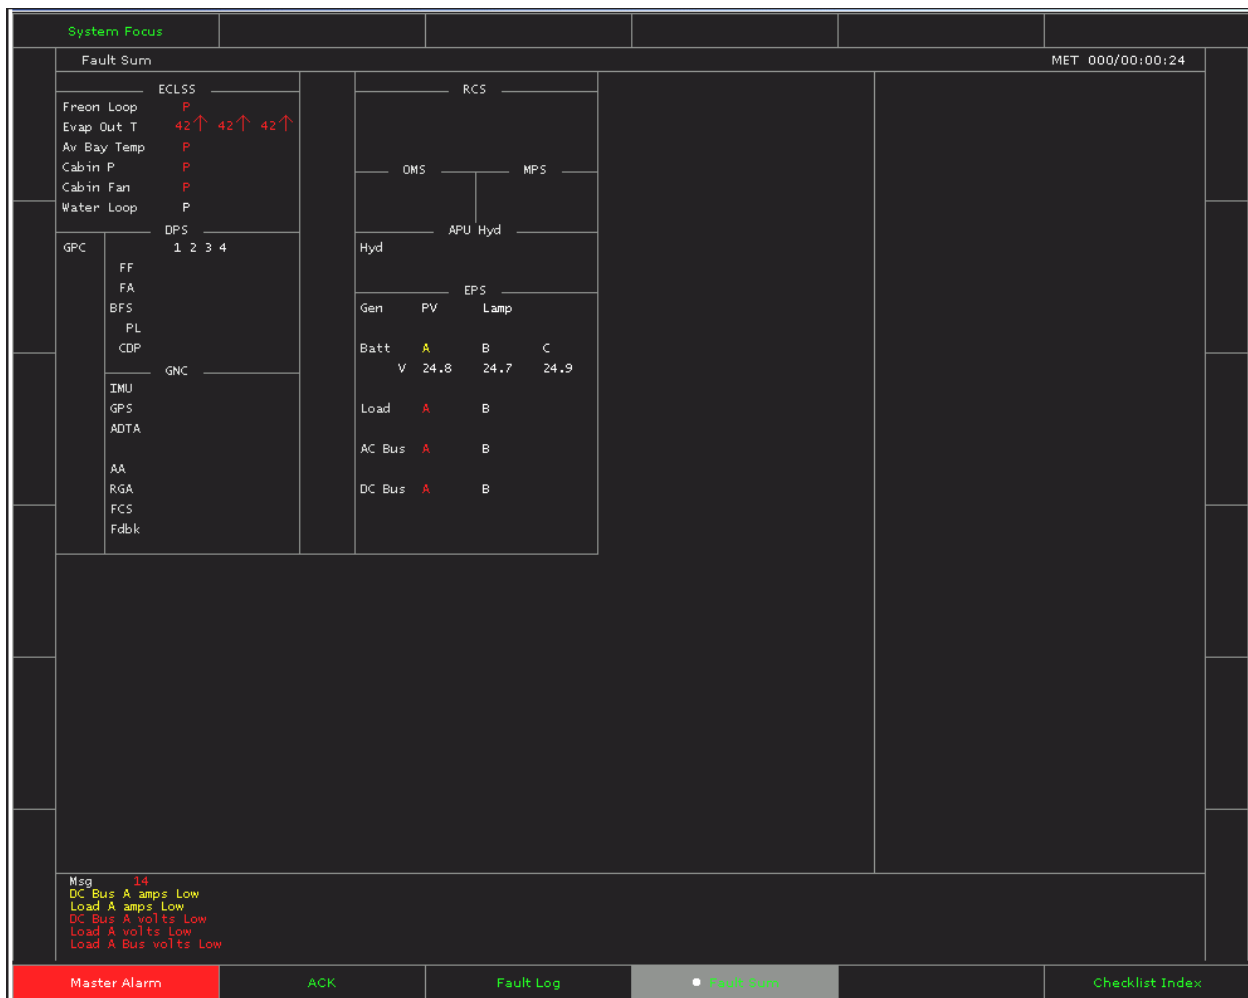 System Focus
Fault Sum
MET 000/00:00:24
ECLSS
Freon Loop P
Evap Out T 42↑ 42↑ 42↑
Av Bay Temp P
Cabin P P
Cabin Fan P
Water Loop P
DPS
GPC 1 2 3 4
FF
FA
BFS
PL
CDP
GNC
IMU
GPS
ADTA
AA
RGA
FCS
Fdbk
RCS
OMS MPS
APU Hyd
Hyd
EPS
Gen PV Lamp
Batt A B C
V 24.8 24.7 24.9
Load A B
AC Bus A B
DC Bus A B
Msg 14
DC Bus A amps Low
Load A amps Low
DC Bus A volts Low
Load A volts Low
Load A Bus volts Low
Master Alarm ACK Fault Log Fault Sum Checklist Index